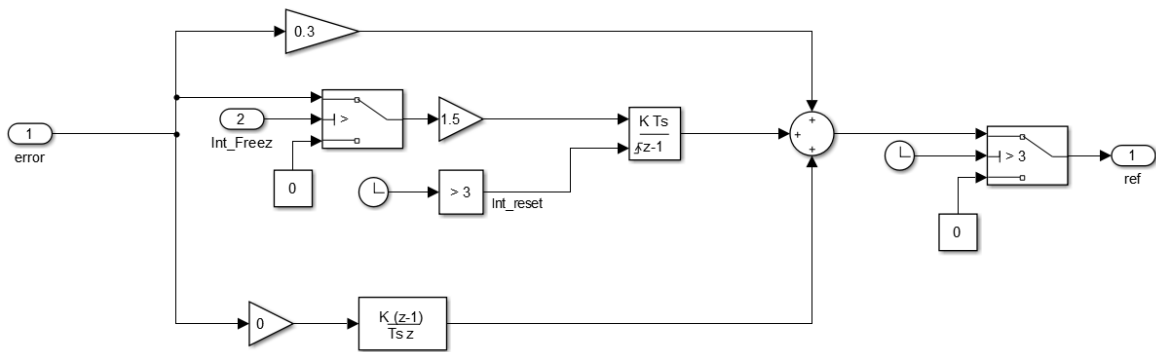 0.3
1
error
2
Int_Freez
>
0
1.5
> 3
Int_reset
K Ts
z-1
+
+
+
> 3
0
1
ref
0
K (z-1)
Ts z